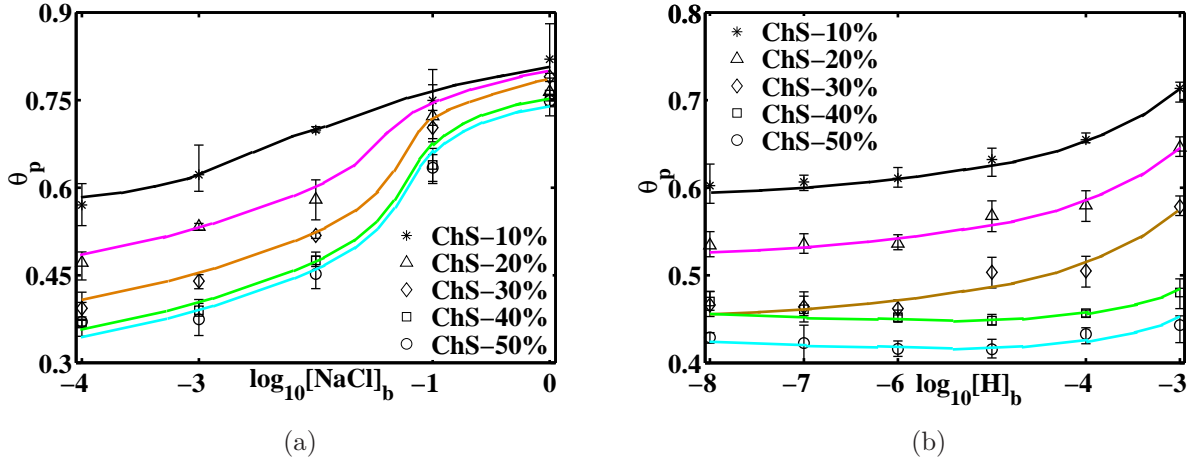 0.9
0.75
0.6
0.45
0.3
θp
ChS−10%
ChS−20%
ChS−30%
ChS−40%
ChS−50%
−4
−3
log10[NaCl]b
−1
0
(a)
0.8
0.7
0.6
0.5
0.4
θp
ChS−10%
ChS−20%
ChS−30%
ChS−40%
ChS−50%
−8
−7
−6
log10[H]b
−4
−3
(b)